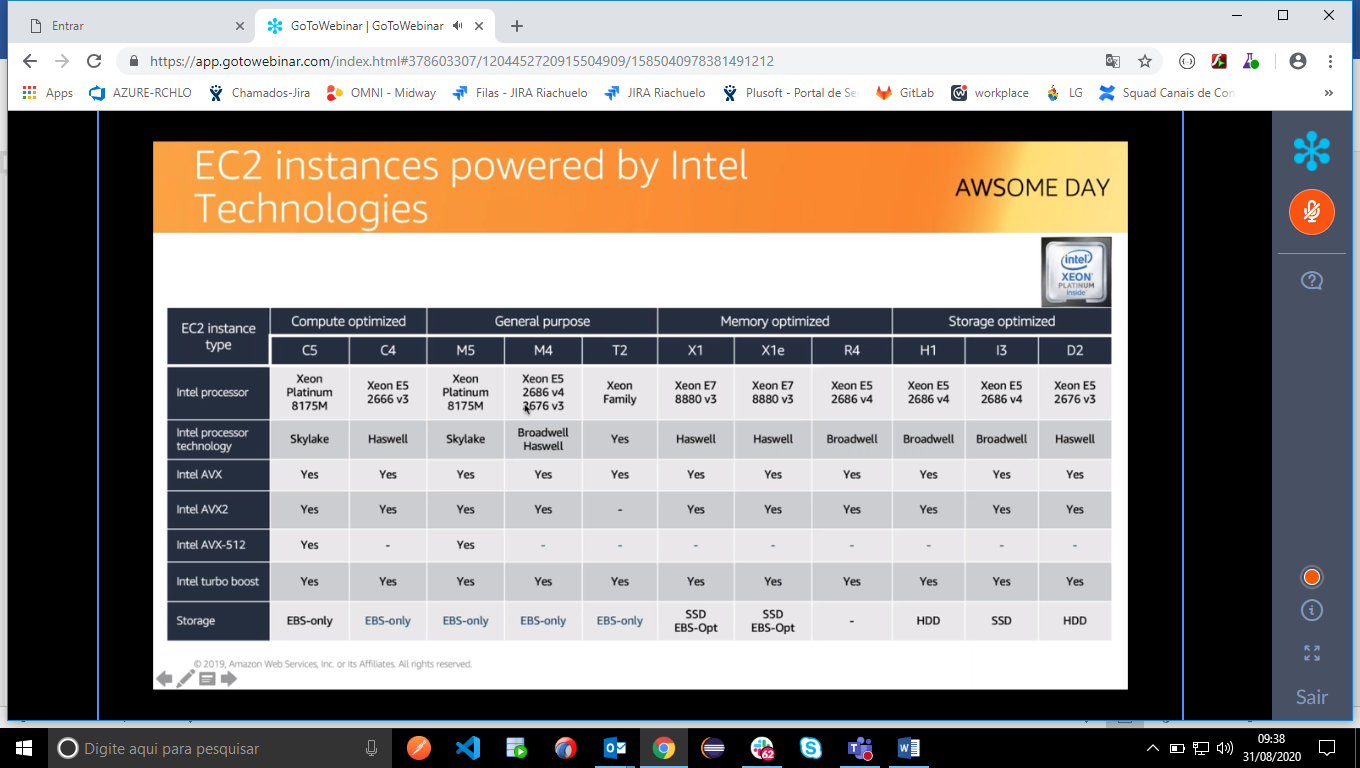 Entrar
GoToWebinar | GoToWebinar
https://app.gotowebinar.com/index.html#378603307/1204452720915504909/1585040978381491212
Apps AZURE-RCHLO Chamados-Jira OMNI - Midway Filas - JIRA Riachuelo JIRA Riachuelo Plusoft - Portal de Se GitLab workplace LG Squad Canais de Con »
EC2 instances powered by Intel
Technologies
AWSOME DAY
intel
XEON
PLATINUM
inside
EC2 instance type Compute optimized General purpose Memory optimized Storage optimized
C5 C4 M5 M4 T2 X1 X1e R4 H1 I3 D2
Intel processor Xeon Platinum 8175M Xeon E5 2666 v3 Xeon Platinum 8175M Xeon E5 2686 v4 2676 v3 Xeon Family Xeon E7 8880 v3 Xeon E7 8880 v3 Xeon E5 2686 v4 Xeon E5 2686 v4 Xeon E5 2686 v4 Xeon E5 2676 v3
Intel processor technology Skylake Haswell Skylake Broadwell Haswell Yes Haswell Haswell Broadwell Broadwell Broadwell Haswell
Intel AVX Yes Yes Yes Yes Yes Yes Yes Yes Yes Yes Yes
Intel AVX2 Yes Yes Yes Yes - Yes Yes Yes Yes Yes Yes
Intel AVX-512 Yes - Yes - - - - - - - -
Intel turbo boost Yes Yes Yes Yes Yes Yes Yes Yes Yes Yes Yes
Storage EBS-only EBS-only EBS-only EBS-only EBS-only SSD EBS-Opt SSD EBS-Opt - HDD SSD HDD
© 2019, Amazon Web Services, Inc. or its Affiliates. All rights reserved.
Sair
Digite aqui para pesquisar
62
09:38
31/08/2020